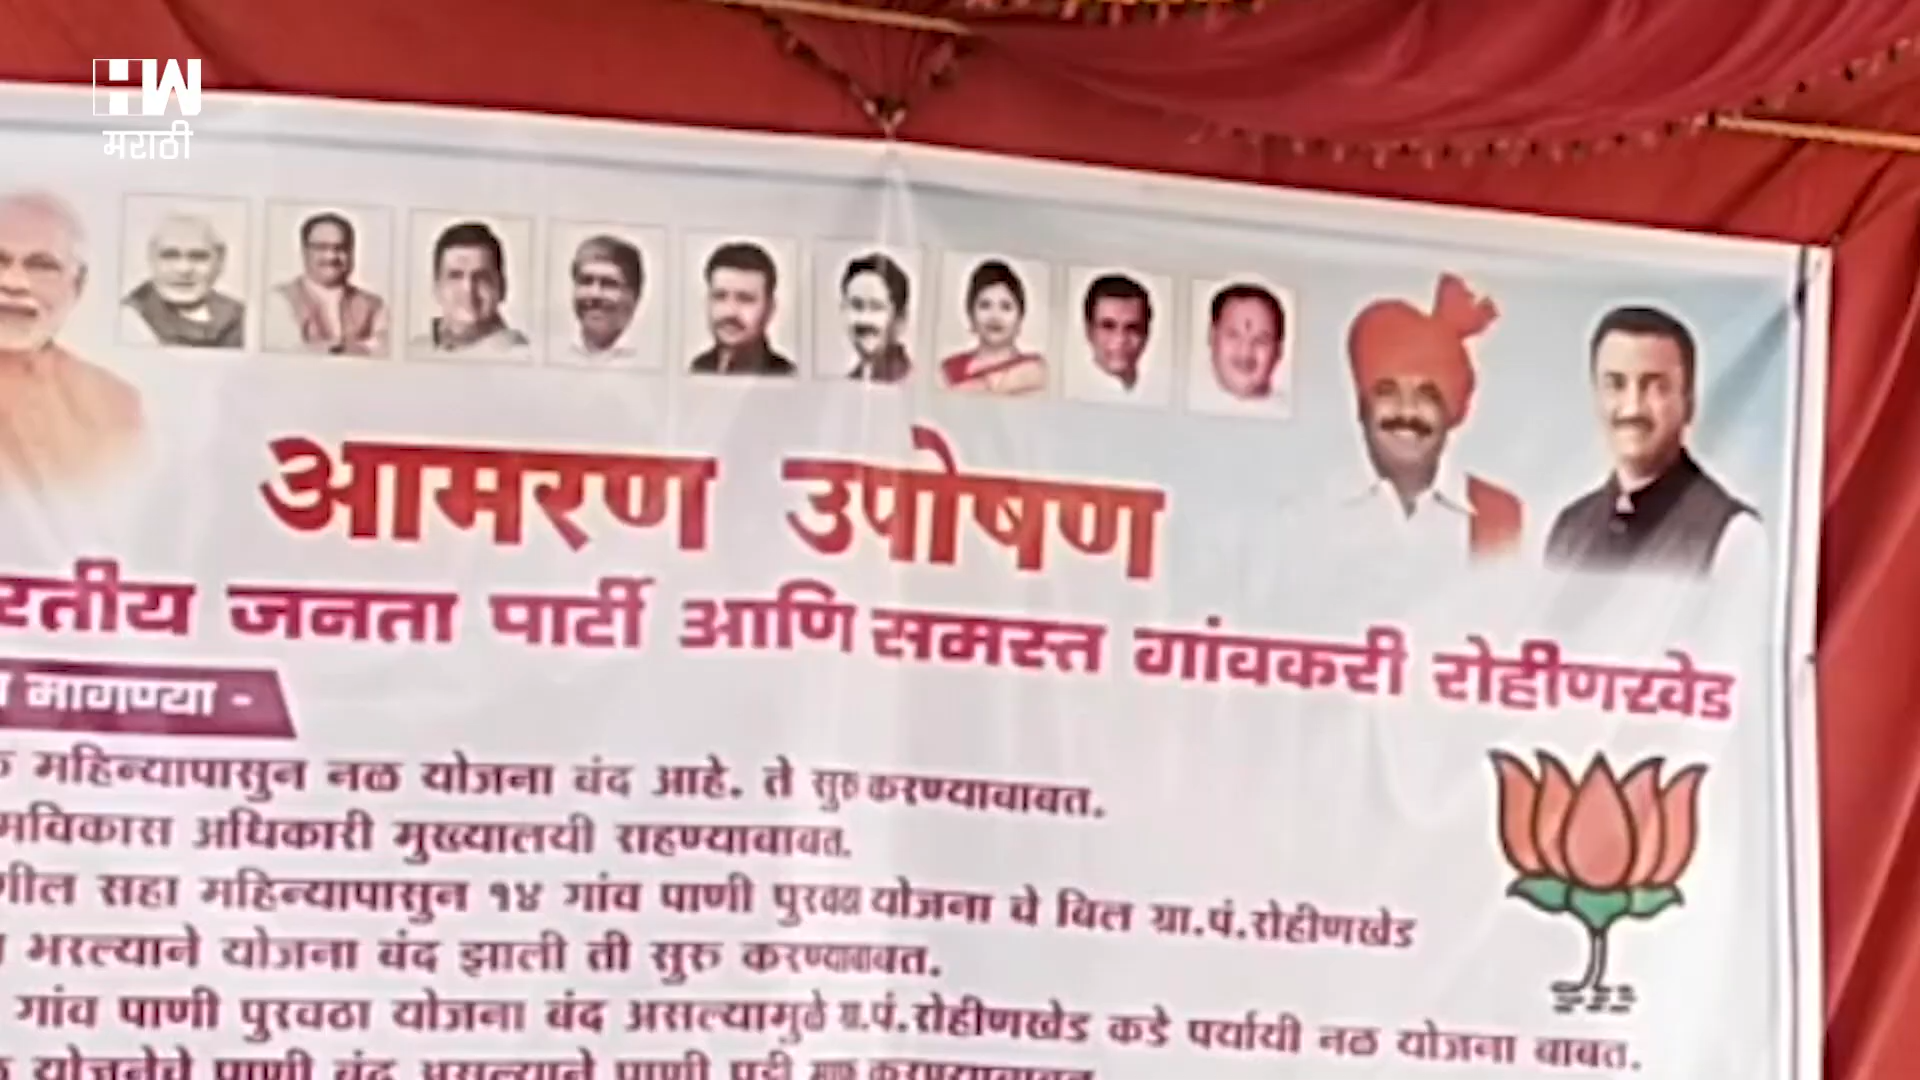 HW
मराठी
आमरण उपोषण
रतीय जनता पार्टी आणि समस्त गांवकरी रोहीणखेड
मागण्या -
महिन्यापासुन नळ योजना बंद आहे. ते सुरु करण्याबाबत.
मविकास अधिकारी मुख्यालयी राहण्याबाबत.
गील सहा महिन्यापासुन १४ गांव पाणी पुरवठा योजना चे बिल ग्रा.पं.रोहीणखेड
भरल्याने योजना बंद झाली ती सुरु करण्याबाबत.
गांव पाणी पुरवठा योजना बंद असल्यामुळे ग्रा.पं.रोहीणखेड कडे पर्यायी नळ योजना बाबत.
योजनेचे पाणी बंद असल्याने पाणी